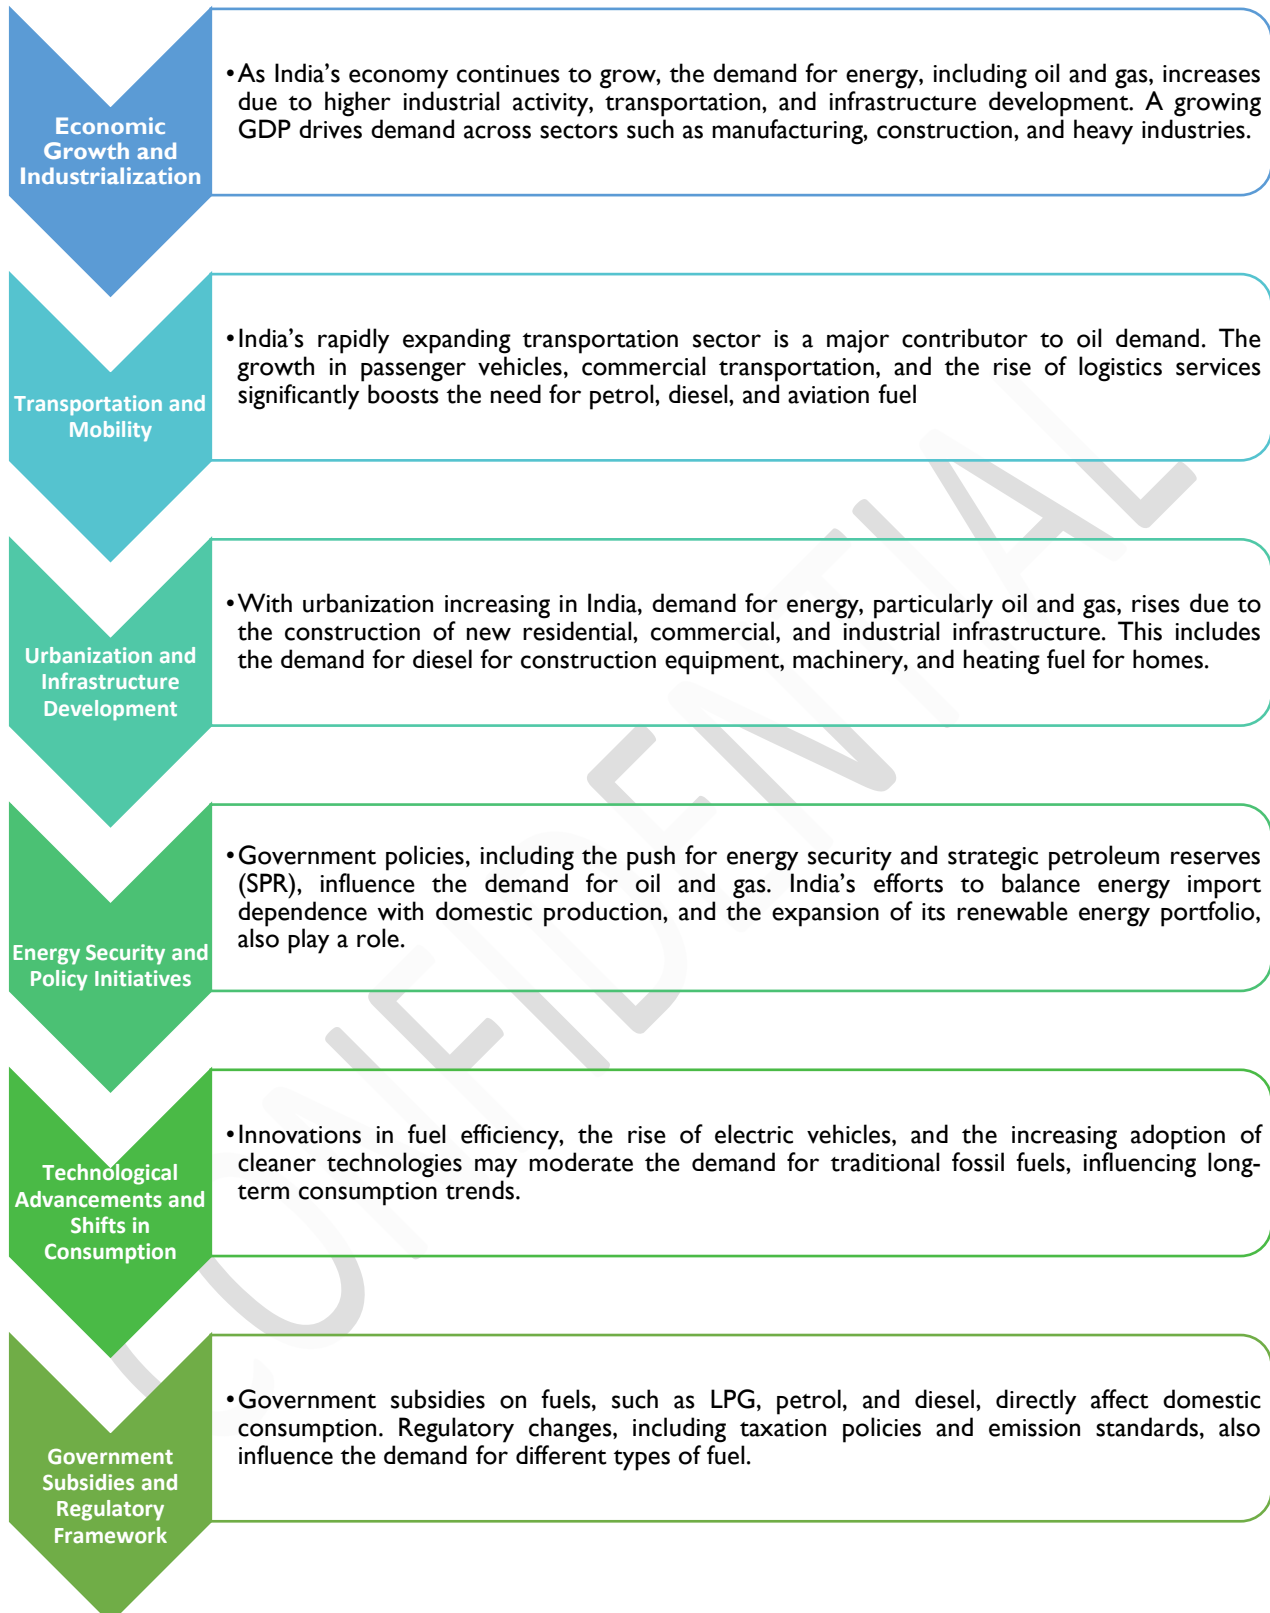 Economic
Growth and
Industrialization
•As India’s economy continues to grow, the demand for energy, including oil and gas, increases
due to higher industrial activity, transportation, and infrastructure development. A growing
GDP drives demand across sectors such as manufacturing, construction, and heavy industries.
Transportation and
Mobility
•India’s rapidly expanding transportation sector is a major contributor to oil demand. The
growth in passenger vehicles, commercial transportation, and the rise of logistics services
significantly boosts the need for petrol, diesel, and aviation fuel
Urbanization and
Infrastructure
Development
•With urbanization increasing in India, demand for energy, particularly oil and gas, rises due to
the construction of new residential, commercial, and industrial infrastructure. This includes
the demand for diesel for construction equipment, machinery, and heating fuel for homes.
Energy Security and
Policy Initiatives
•Government policies, including the push for energy security and strategic petroleum reserves
(SPR), influence the demand for oil and gas. India’s efforts to balance energy import
dependence with domestic production, and the expansion of its renewable energy portfolio,
also play a role.
Technological
Advancements and
Shifts in
Consumption
•Innovations in fuel efficiency, the rise of electric vehicles, and the increasing adoption of
cleaner technologies may moderate the demand for traditional fossil fuels, influencing long-
term consumption trends.
Government
Subsidies and
Regulatory
Framework
•Government subsidies on fuels, such as LPG, petrol, and diesel, directly affect domestic
consumption. Regulatory changes, including taxation policies and emission standards, also
influence the demand for different types of fuel.
CONFIDENTIAL